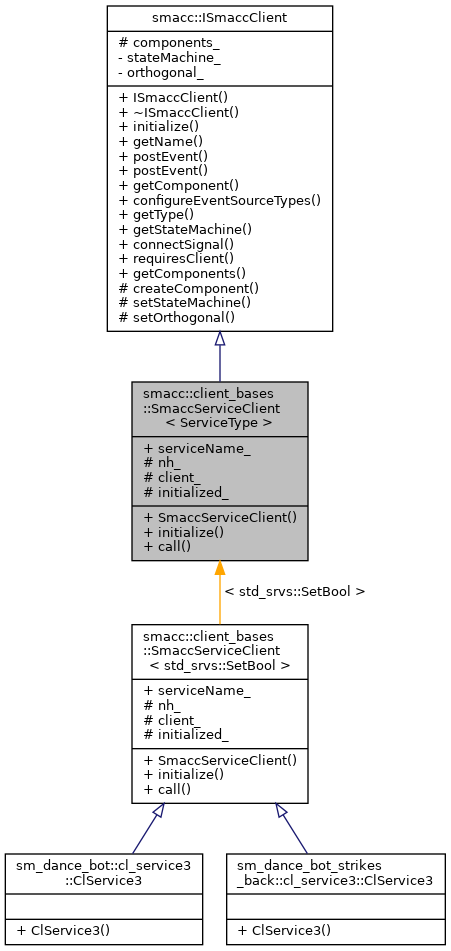 smacc::ISmaccClient
# components_
- stateMachine_
- orthogonal_
+ ISmaccClient()
+ ~ISmaccClient()
+ initialize()
+ getName()
+ postEvent()
+ postEvent()
+ getComponent()
+ configureEventSourceTypes()
+ getType()
+ getStateMachine()
+ connectSignal()
+ requiresClient()
+ getComponents()
# createComponent()
# setStateMachine()
# setOrthogonal()
smacc::client_bases
::SmaccServiceClient
< ServiceType >
+ serviceName_
# nh_
# client_
# initialized_
+ SmaccServiceClient()
+ initialize()
+ call()
< std_srvs::SetBool >
smacc::client_bases
::SmaccServiceClient
< std_srvs::SetBool >
+ serviceName_
# nh_
# client_
# initialized_
+ SmaccServiceClient()
+ initialize()
+ call()
sm_dance_bot::cl_service3
::ClService3
+ ClService3()
sm_dance_bot_strikes
_back::cl_service3::ClService3
+ ClService3()